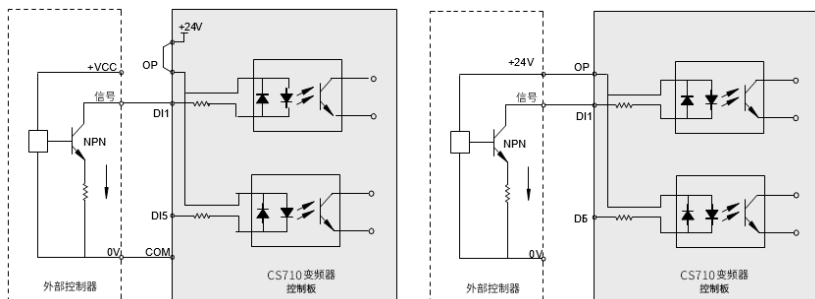 +24V
+VCC
OP
信号
DI1
NPN
DI5
0V
COM
外部控制器
CS710变频器
控制板
+24V
OP
信号
DI1
NPN
D5
0V
外部控制器
CS710变频器
控制板